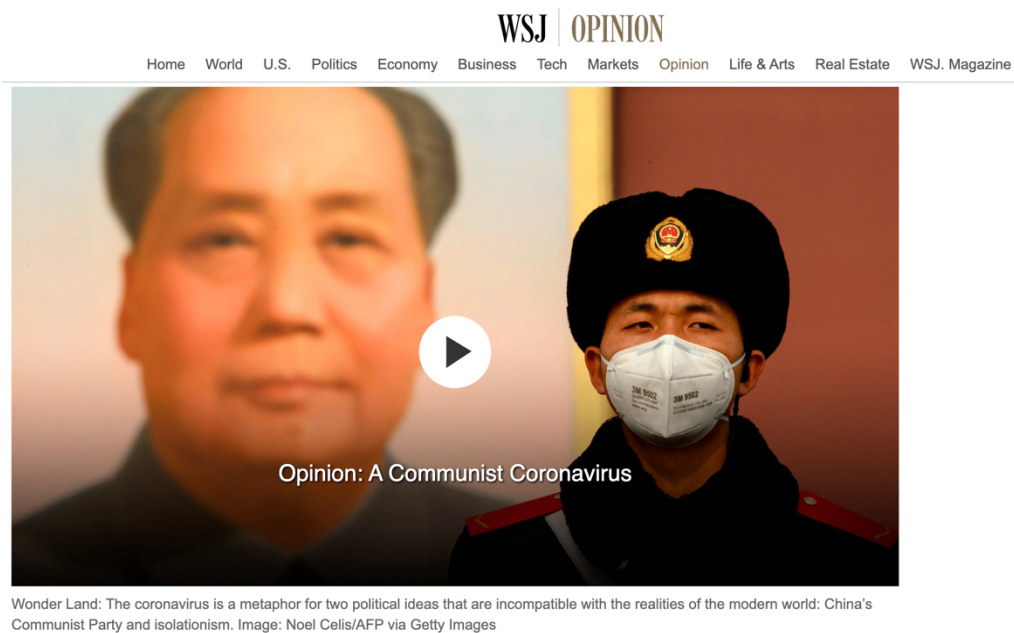 WSJ | OPINION
Home World U.S. Politics Economy Business Tech Markets Opinion Life & Arts Real Estate WSJ. Magazine
3M 9502 3M 9502
Opinion: A Communist Coronavirus
Wonder Land: The coronavirus is a metaphor for two political ideas that are incompatible with the realities of the modern world: China’s
Communist Party and isolationism. Image: Noel Celis/AFP via Getty Images